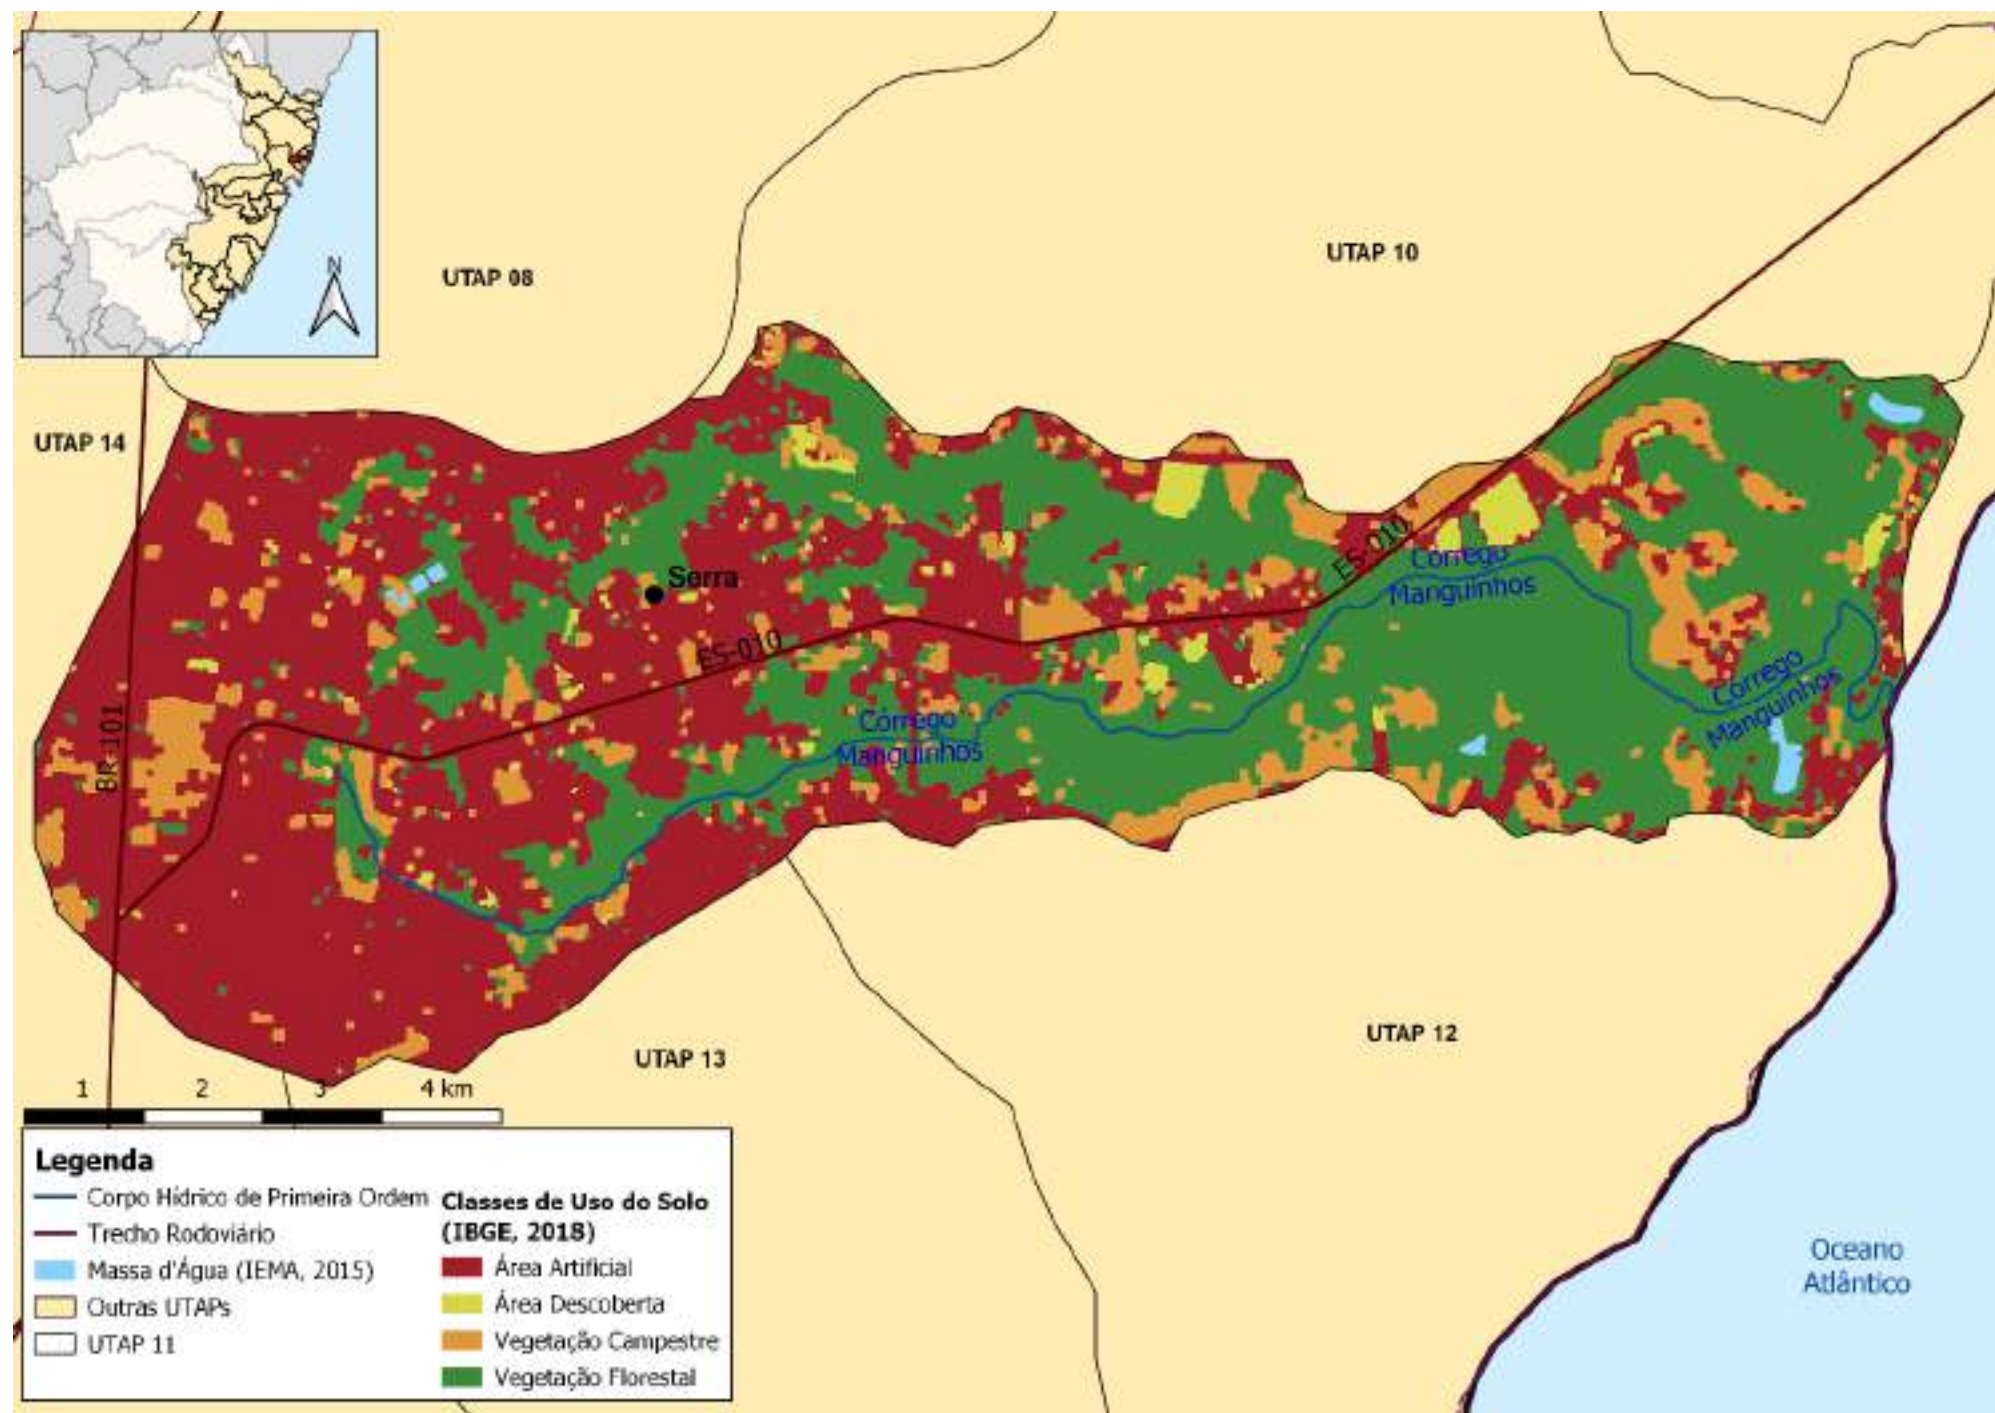 N
UTAP 08
UTAP 10
UTAP 14
Serra
ES-010
Córrego
Manguinhos
ES-010
Córrego
Manguinhos
BR-101
Córrego
Manguinhos
UTAP 13
UTAP 12
1 2 3 4 km
Legenda
Corpo Hídrico de Primeira Ordem
Trecho Rodoviário
Massa d'Água (IEMA, 2015)
Outras UTAPs
UTAP 11
Classes de Uso do Solo
(IBGE, 2018)
Área Artificial
Área Descoberta
Vegetação Campestre
Vegetação Florestal
Oceano
Atlântico